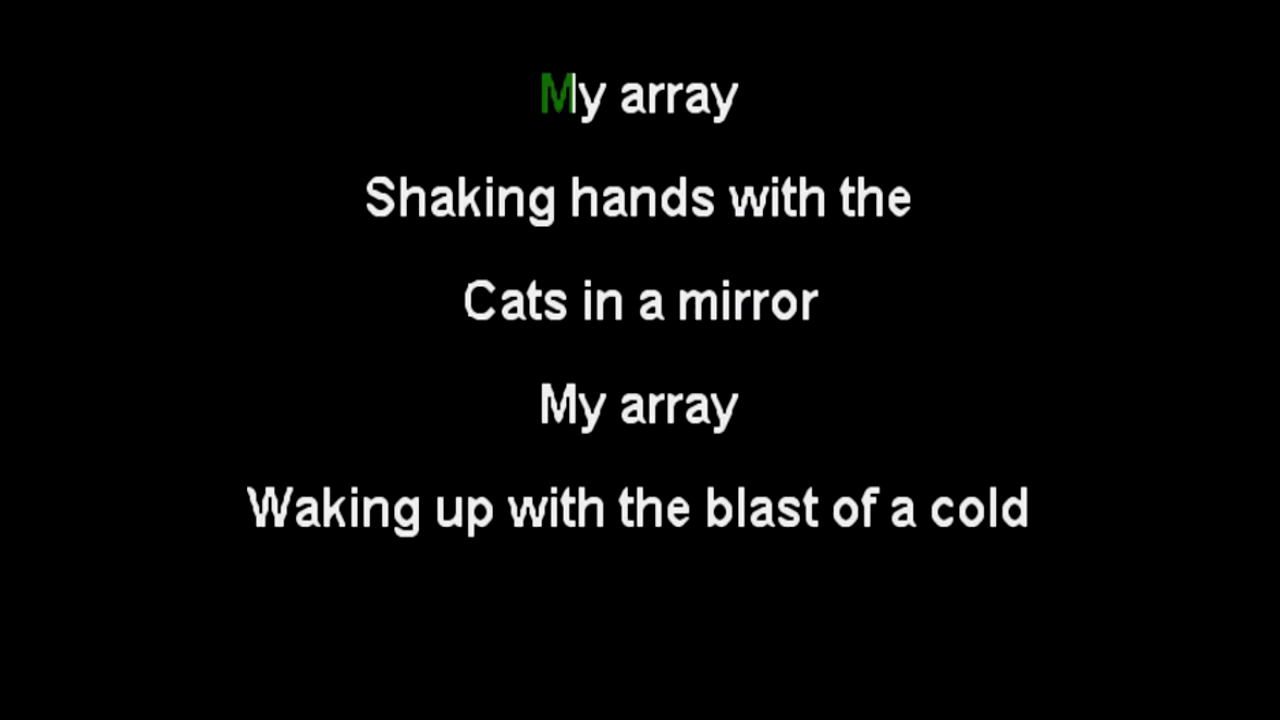 My array
Shaking hands with the
Cats in a mirror
My array
Waking up with the blast of a cold